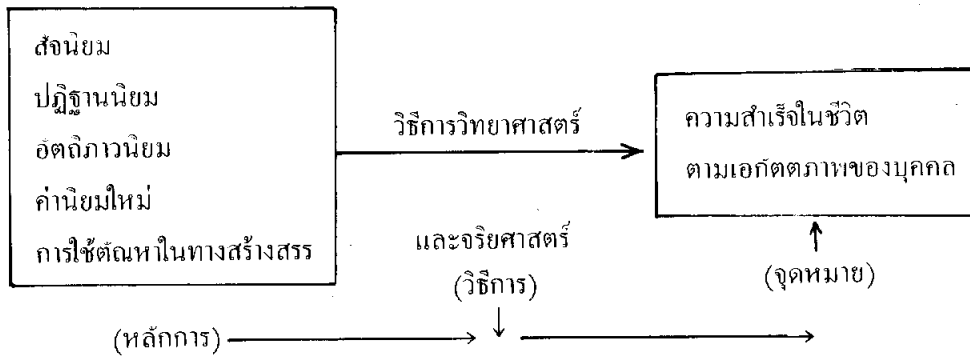 สัจนิยม
ปฏิฐานนิยม
อัตถิภาวนิยม
ค่านิยมใหม่
การใช้ตัณหาในทางสร้างสรร
วิธีการวิทยาศาสตร์
และจริยศาสตร์
(วิธีการ)
ความสำเร็จในชีวิต
ตามเอกัตตภาพของบุคคล
(จุดหมาย)
(หลักการ)